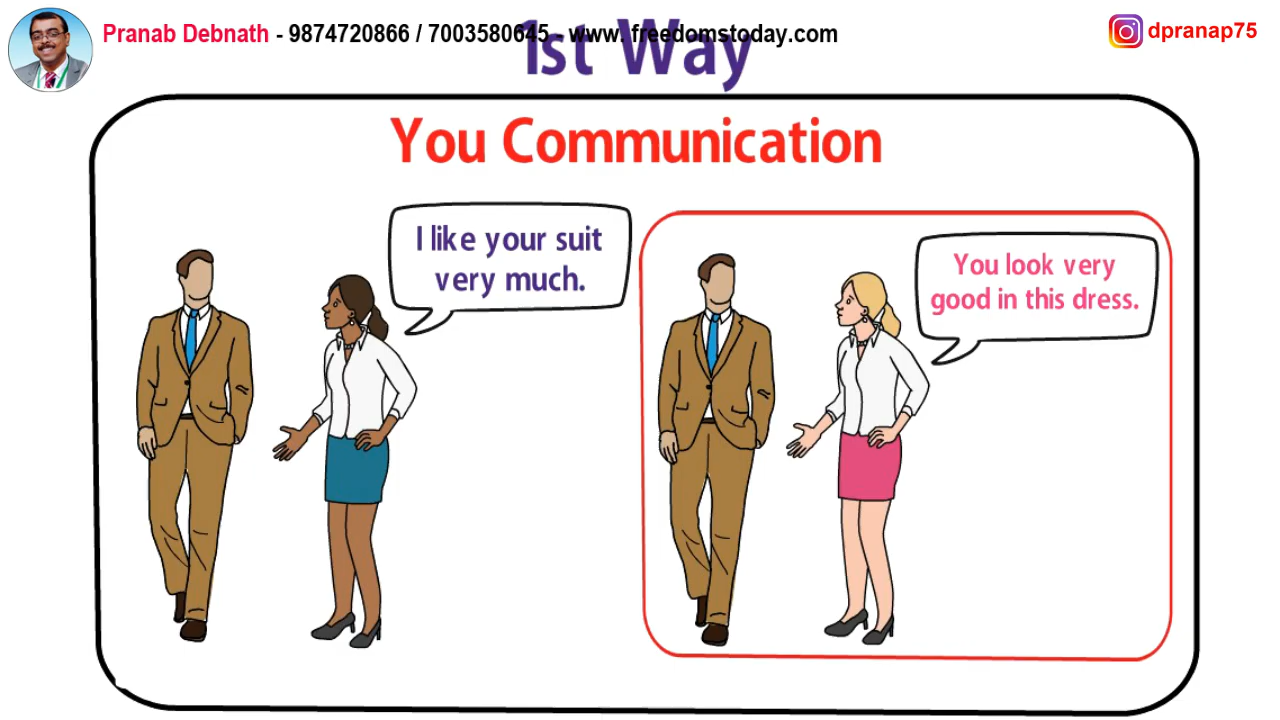 Pranab Debnath - 9874720866 / 7003580645 - www. freedomstoday.com
dpranap75
1st Way
You Communication
I like your suit
very much.
You look very
good in this dress.